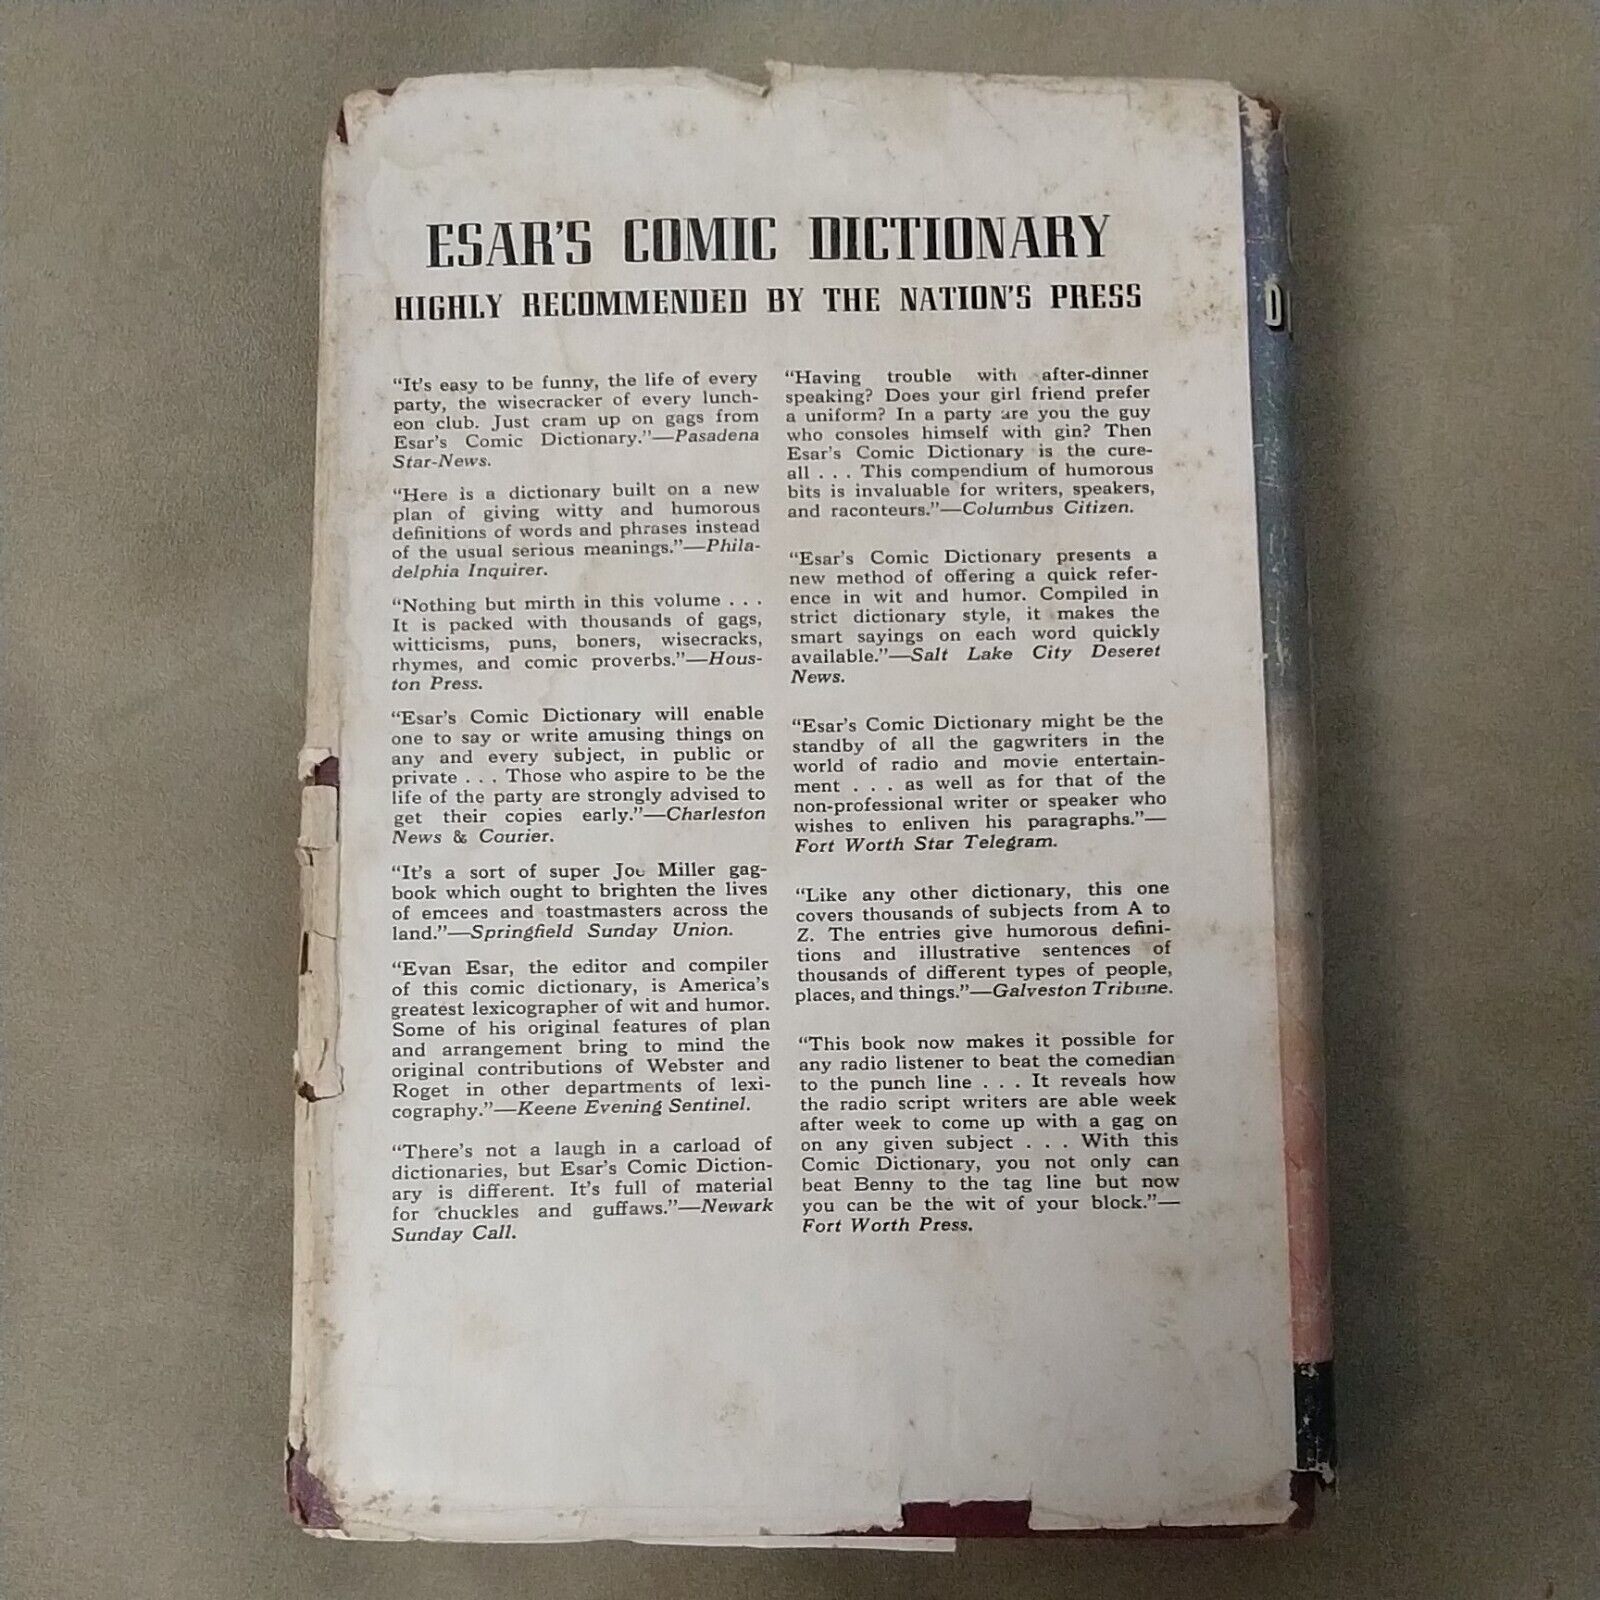 ESAR'S COMIC DICTIONARY
HIGHLY RECOMMENDED BY THE NATION'S PRESS
"It's easy to be funny, the life of every
party, the wisecracker of every lunch-
eon club. Just cram up on gags from
Esar's Comic Dictionary."—Pasadena
Star-News.
"Here is a dictionary built on a new
plan of giving witty and humorous
definitions of words and phrases instead
of the usual serious meanings."—Phila-
delphia Inquirer.
"Nothing but mirth in this volume . . .
It is packed with thousands of gags,
witticisms, puns, boners, wisecracks,
rhymes, and comic proverbs."—Hous-
ton Press.
"Esar's Comic Dictionary will enable
one to say or write amusing things on
any and every subject, in public or
private . . . Those who aspire to be the
life of the party are strongly advised to
get their copies early."—Charleston
News & Courier.
"It's a sort of super Joe Miller gag-
book which ought to brighten the lives
of emcees and toastmasters across the
land."—Springfield Sunday Union.
"Evan Esar, the editor and compiler
of this comic dictionary, is America's
greatest lexicographer of wit and humor.
Some of his original features of plan
and arrangement bring to mind the
original contributions of Webster and
Roget in other departments of lexi-
cography."—Keene Evening Sentinel.
"There's not a laugh in a carload of
dictionaries, but Esar's Comic Diction-
ary is different. It's full of material
for chuckles and guffaws."—Newark
Sunday Call.
"Having trouble with after-dinner
speaking? Does your girl friend prefer
a uniform? In a party are you the guy
who consoles himself with gin? Then
Esar's Comic Dictionary is the cure-
all . . . This compendium of humorous
bits is invaluable for writers, speakers,
and raconteurs."—Columbus Citizen.
"Esar's Comic Dictionary presents a
new method of offering a quick refer-
ence in wit and humor. Compiled in
strict dictionary style, it makes the
smart sayings on each word quickly
available."—Salt Lake City Deseret
News.
"Esar's Comic Dictionary might be the
standby of all the gagwriters in the
world of radio and movie entertain-
ment . . . as well as for that of the
non-professional writer or speaker who
wishes to enliven his paragraphs."—
Fort Worth Star Telegram.
"Like any other dictionary, this one
covers thousands of subjects from A to
Z. The entries give humorous defini-
tions and illustrative sentences of
thousands of different types of people,
places, and things."—Galveston Tribune.
"This book now makes it possible for
any radio listener to beat the comedian
to the punch line . . . It reveals how
the radio script writers are able week
after week to come up with a gag on
on any given subject . . . With this
Comic Dictionary, you not only can
beat Benny to the tag line but now
you can be the wit of your block."—
Fort Worth Press.